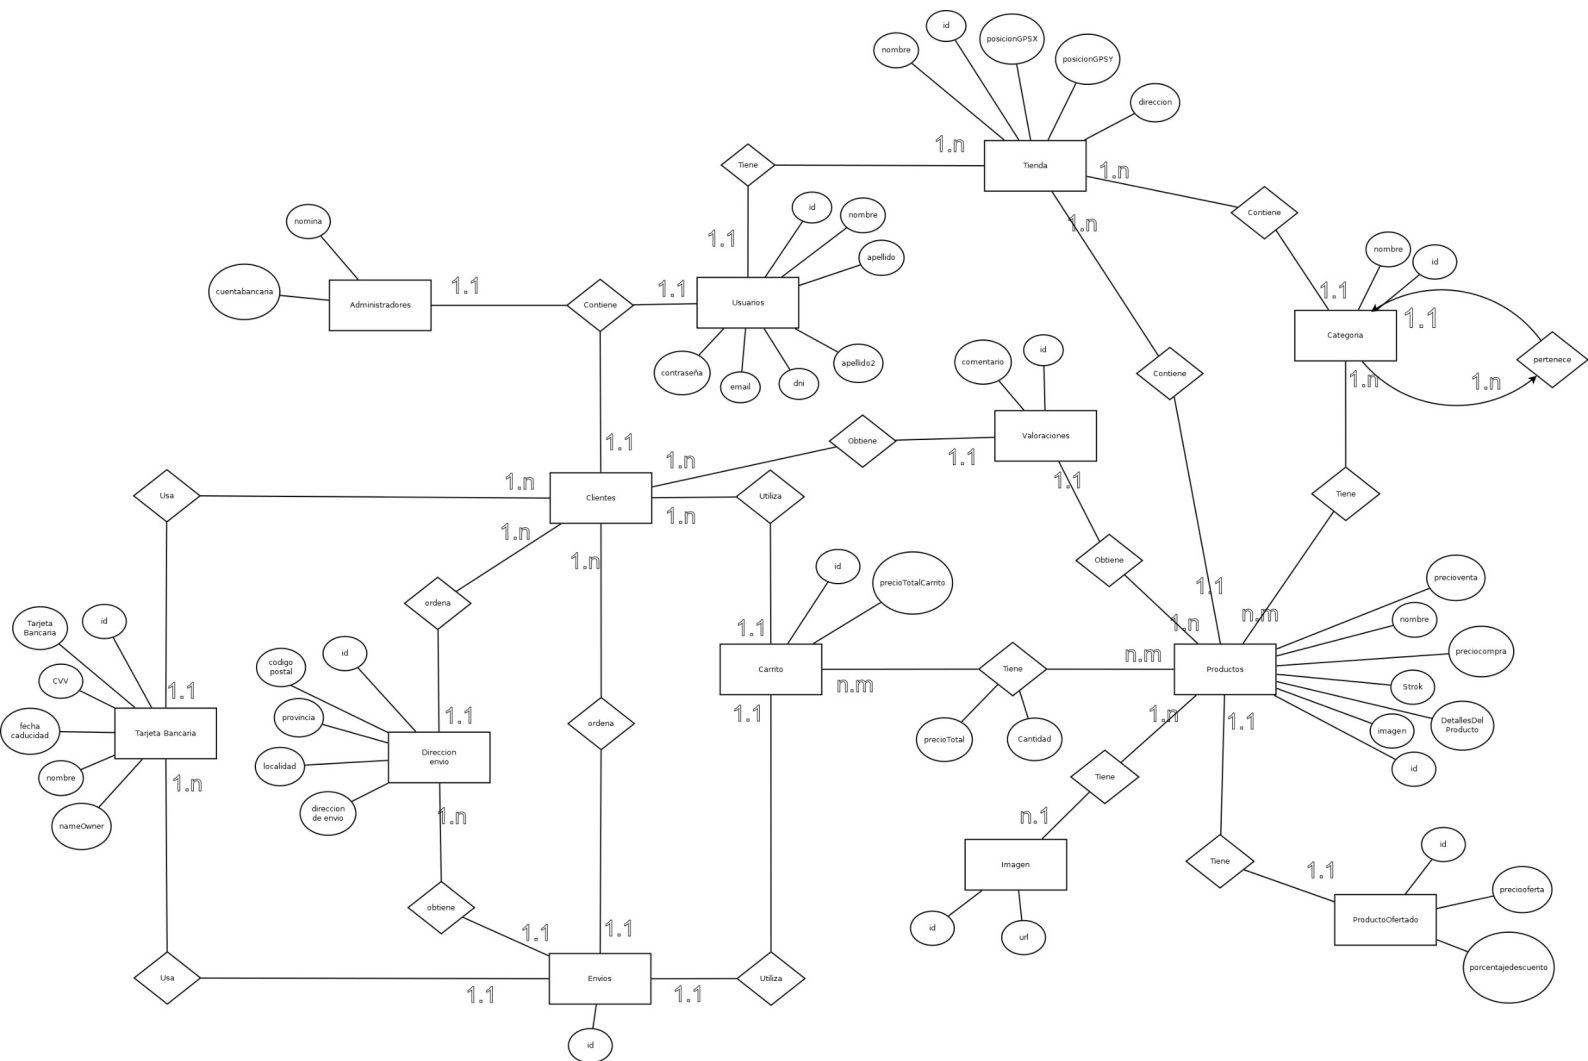 id
posicionGPSX
nombre
posicionGPSY
direccion
1.n
Tiene
Tienda
1.n
Contiene
1.n
nomina
id
nombre
1.1
nombre
apellido
id
cuentabancaria
1.1
1.1
1.1
Administradores
Contiene
Usuarios
1.1
Categoria
pertenece
contraseña
email
dni
apellido2
comentario
id
Contiene
1.n
1.n
1.1
Obtiene
Valoraciones
1.n
1.1
1.n
1.1
Usa
Clientes
Utiliza
Tiene
1.n
1.n
1.n
Obtiene
id
precioTotalCarrito
precioventa
1.1
ordena
n.m
nombre
1.n
Tarjeta
Bancaria
id
1.1
codigo
postal
id
preciocompra
n.m
Carrito
Tiene
Productos
CVV
1.1
n.m
Strok
provincia
1.1
1.1
1.n
1.1
fecha
caducidad
Tarjeta Bancaria
ordena
DetallesDel
Producto
imagen
precioTotal
Cantidad
Direccion
envio
localidad
id
nombre
1.n
Tiene
direccion
de envio
1.n
n.1
nameOwner
id
Imagen
Tiene
1.1
preciooferta
obtiene
ProductoOfertado
1.1
1.1
id
url
porcentajedescuento
Usa
Envios
Utiliza
1.1
1.1
id